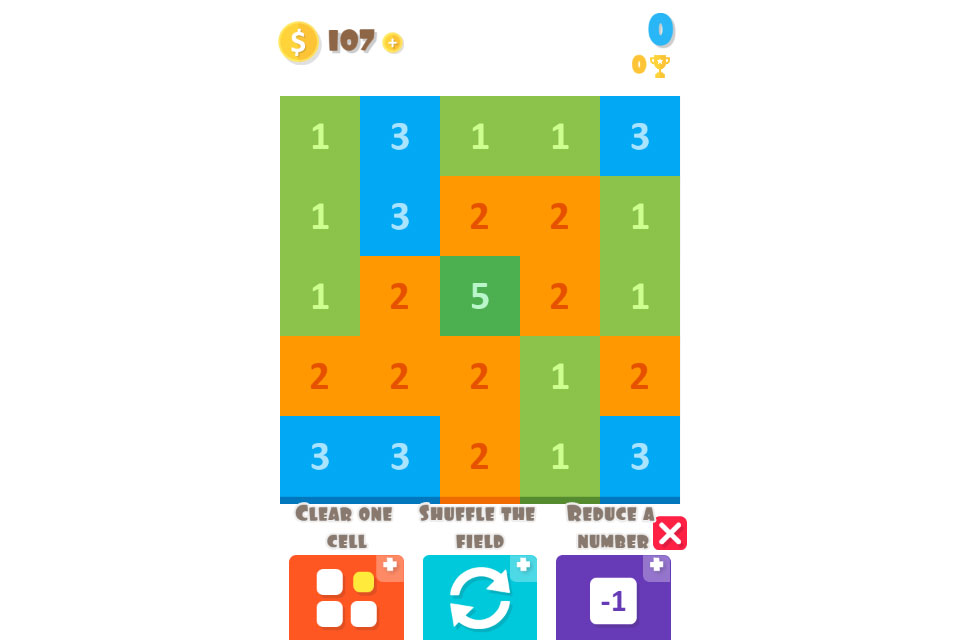 $ 107 +
0
0
1 3 1 1 3
1 3 2 2 1
1 2 5 2 1
2 2 2 1 2
3 3 2 1 3
CLEAR ONE CELL
SHUFFLE THE FIELD
REDUCE A NUMBER
-1